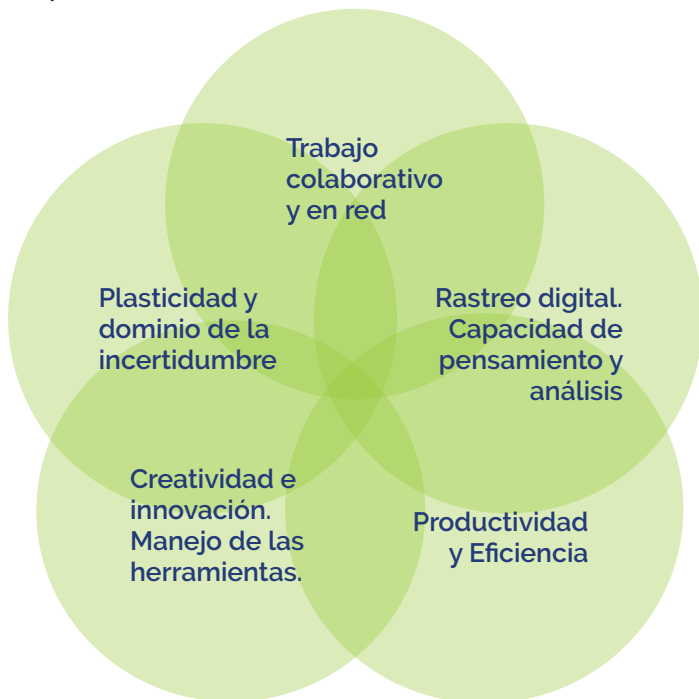 Trabajo
colaborativo
y en red
Plasticidad y
dominio de la
incertidumbre
Rastreo digital.
Capacidad de
pensamiento y
análisis
Creatividad e
innovación.
Manejo de las
herramientas.
Productividad
y Eficiencia